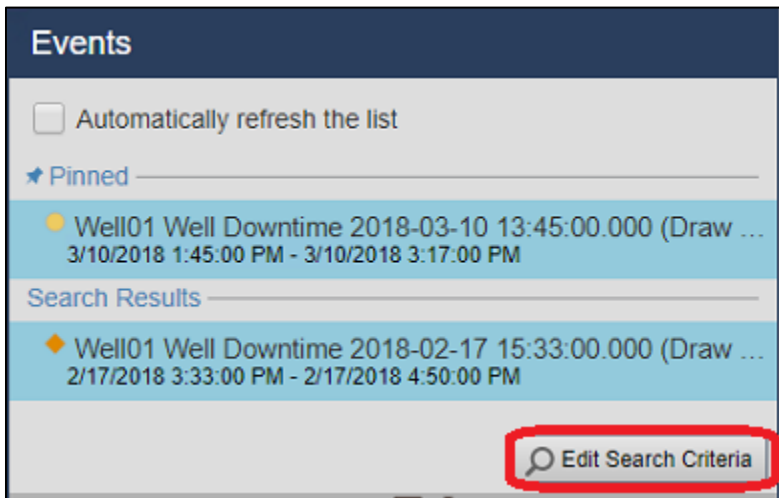 Events
Automatically refresh the list
Pinned
Well01 Well Downtime 2018-03-10 13:45:00.000 (Draw ...
3/10/2018 1:45:00 PM - 3/10/2018 3:17:00 PM
Search Results
Well01 Well Downtime 2018-02-17 15:33:00.000 (Draw ...
2/17/2018 3:33:00 PM - 2/17/2018 4:50:00 PM
Edit Search Criteria